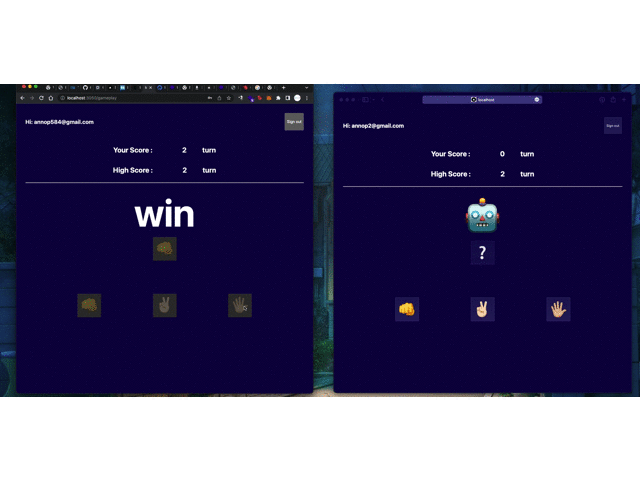 localhost:5173/gameplay
Hi: annop584@gmail.com
Sign out
Your Score : 2 turn
High Score : 2 turn
win
localhost
Hi: annop2@gmail.com
Sign out
Your Score : 0 turn
High Score : 2 turn
?